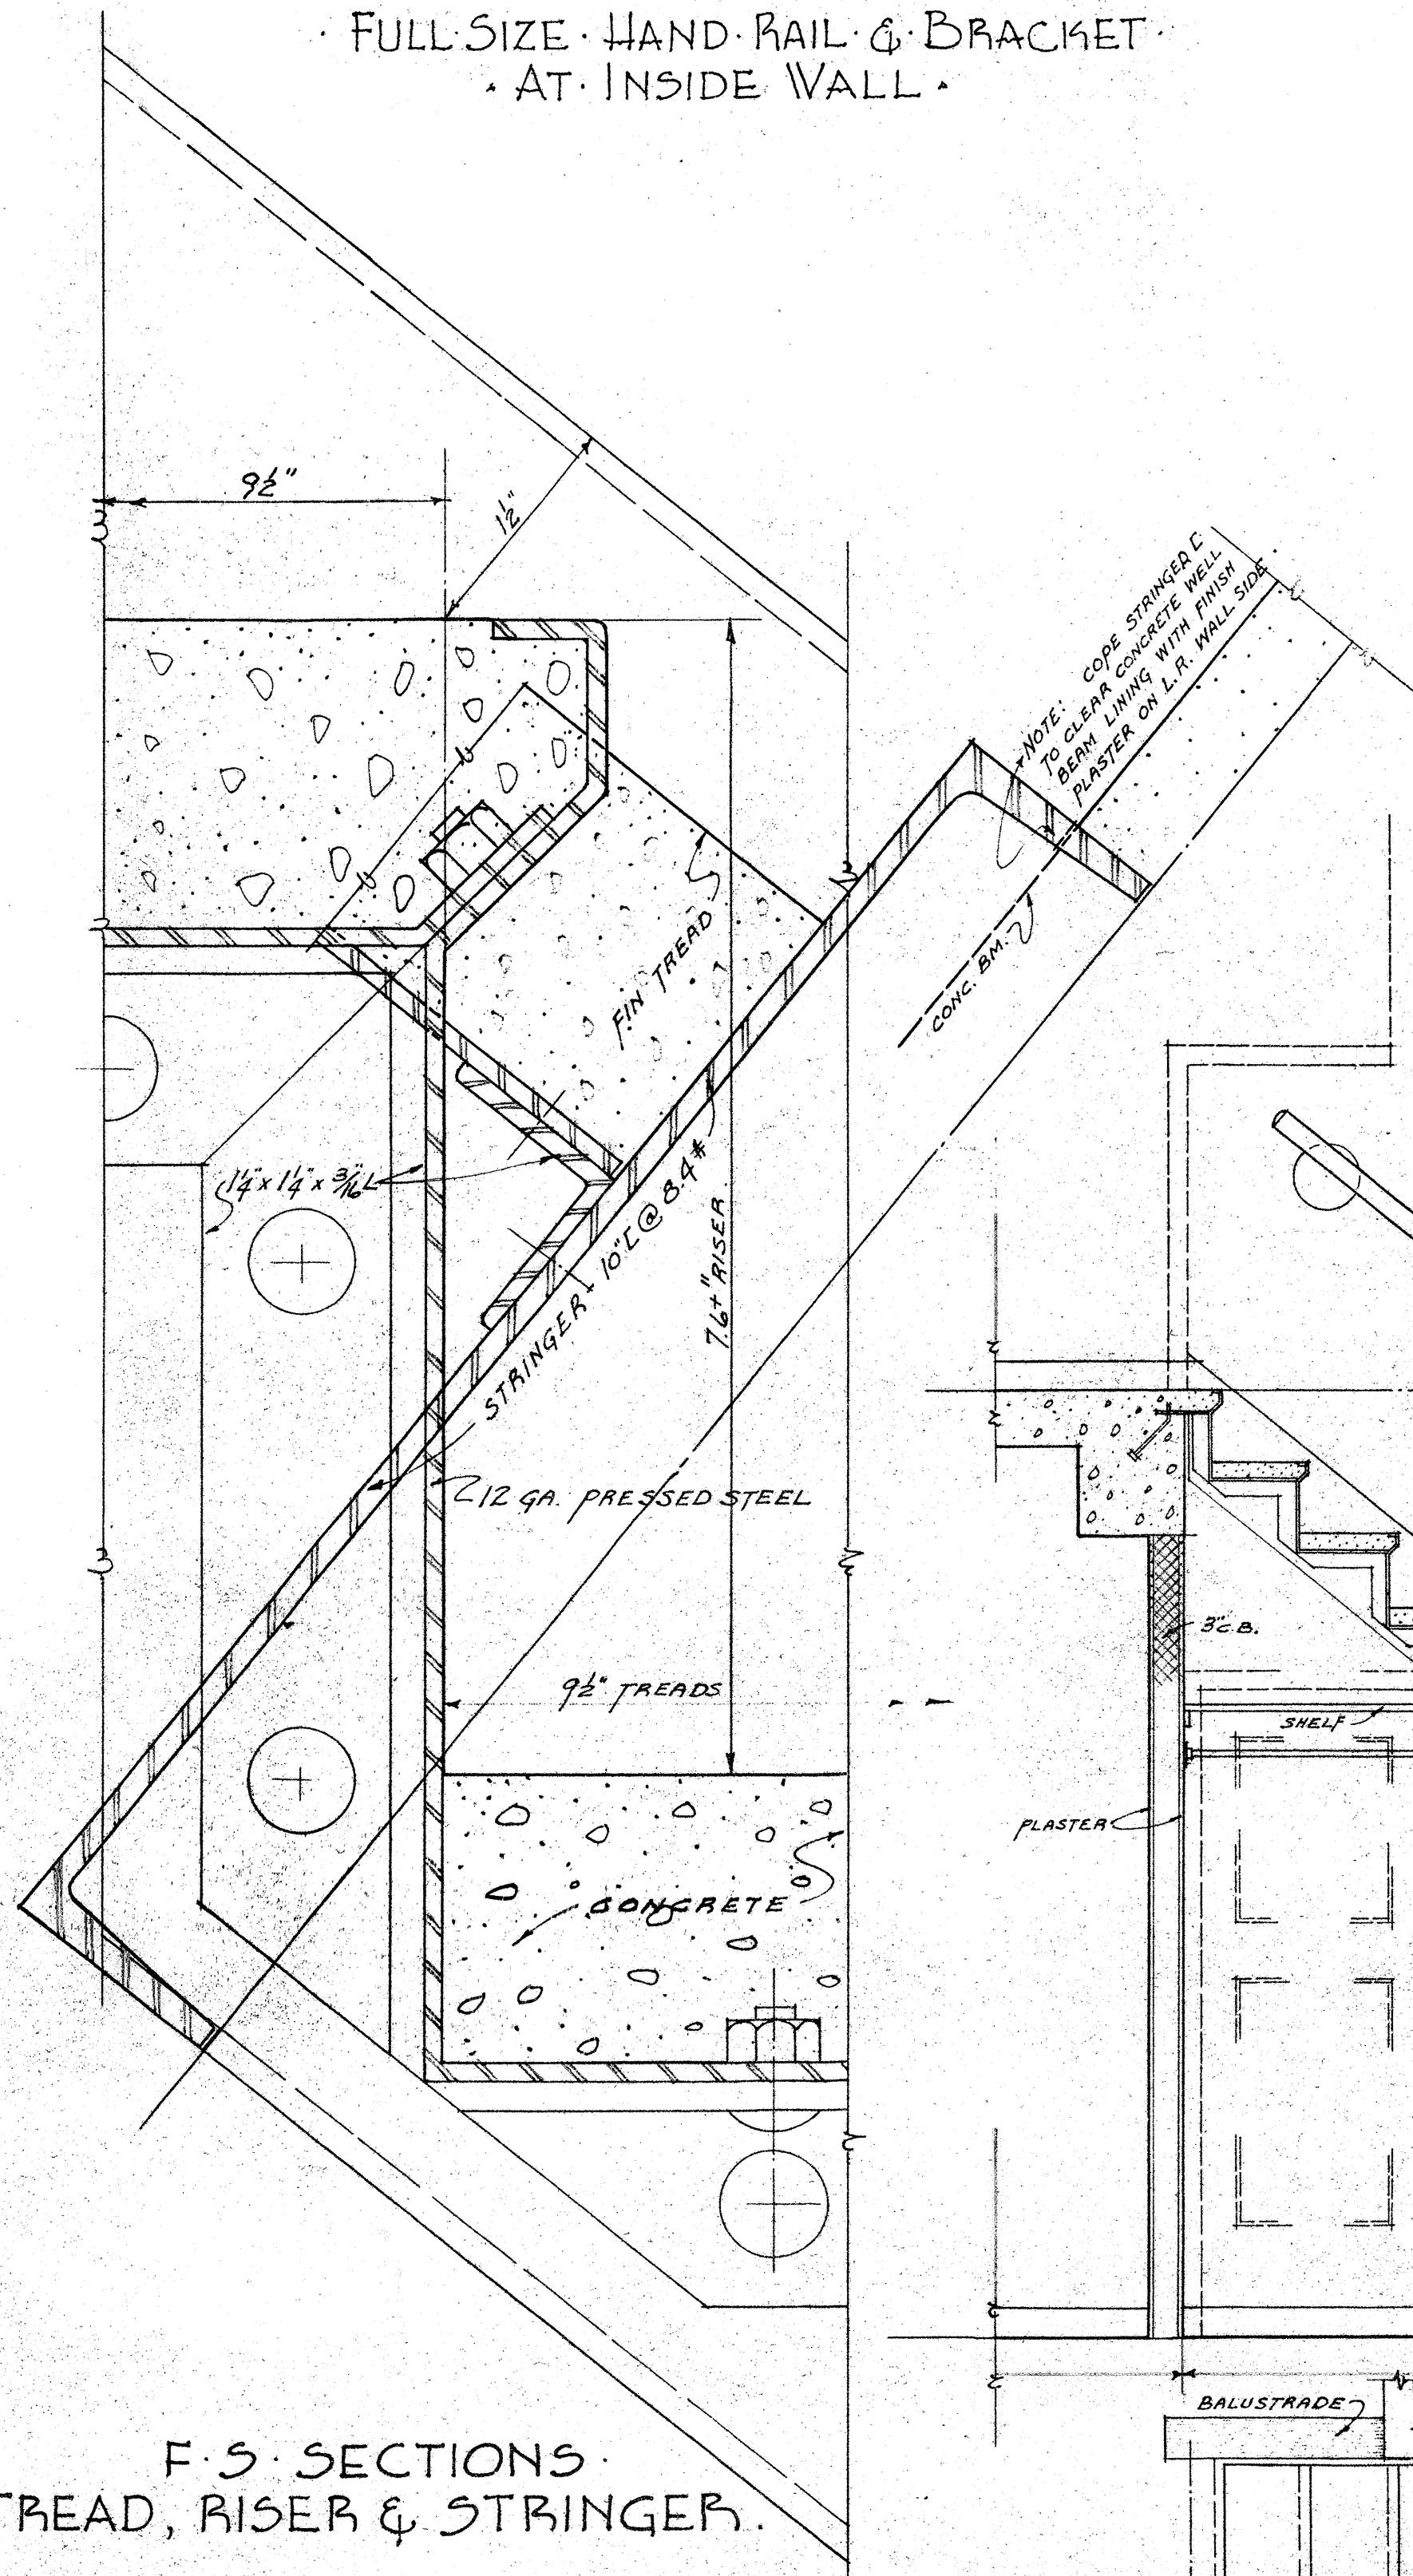 · FULL · SIZE · HAND · RAIL · & · BRACKET ·
· AT · INSIDE WALL ·
9½"
1½"
NOTE: COPE STRINGER [
TO CLEAR CONCRETE WELL
BEAM LINING WITH FINISH
PLASTER ON L.R. WALL SIDE.
FIN TREAD
CONC. BM.
1¼" x 1¼" x 3/16" L
STRINGER - 10" [ @ 8.4 #
7.6+" RISER.
12 GA. PRESSED STEEL
3" C.B.
9½" TREADS
SHELF
PLASTER
CONCRETE
BALUSTRADE
F · S · SECTIONS ·
TREAD, RISER & STRINGER.